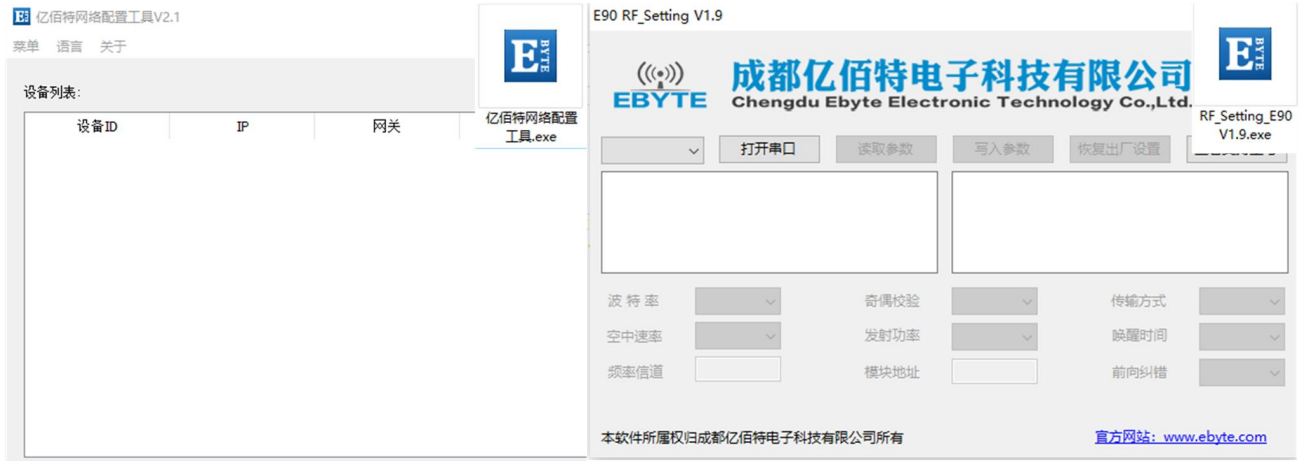 亿佰特网络配置工具V2.1
菜单 语言 关于
设备列表:
设备ID IP 网关
EBYTE
亿佰特网络配置
工具.exe
E90 RF_Setting V1.9
EBYTE
成都亿佰特电子科技有限公司
Chengdu Ebyte Electronic Technology Co.,Ltd.
EBYTE
RF_Setting_E90
V1.9.exe
打开串口 读取参数 写入参数 恢复出厂设置
波特率 奇偶校验 传输方式
空中速率 发射功率 唤醒时间
频率信道 模块地址 前向纠错
本软件所属权归成都亿佰特电子科技有限公司所有
官方网站：www.ebyte.com